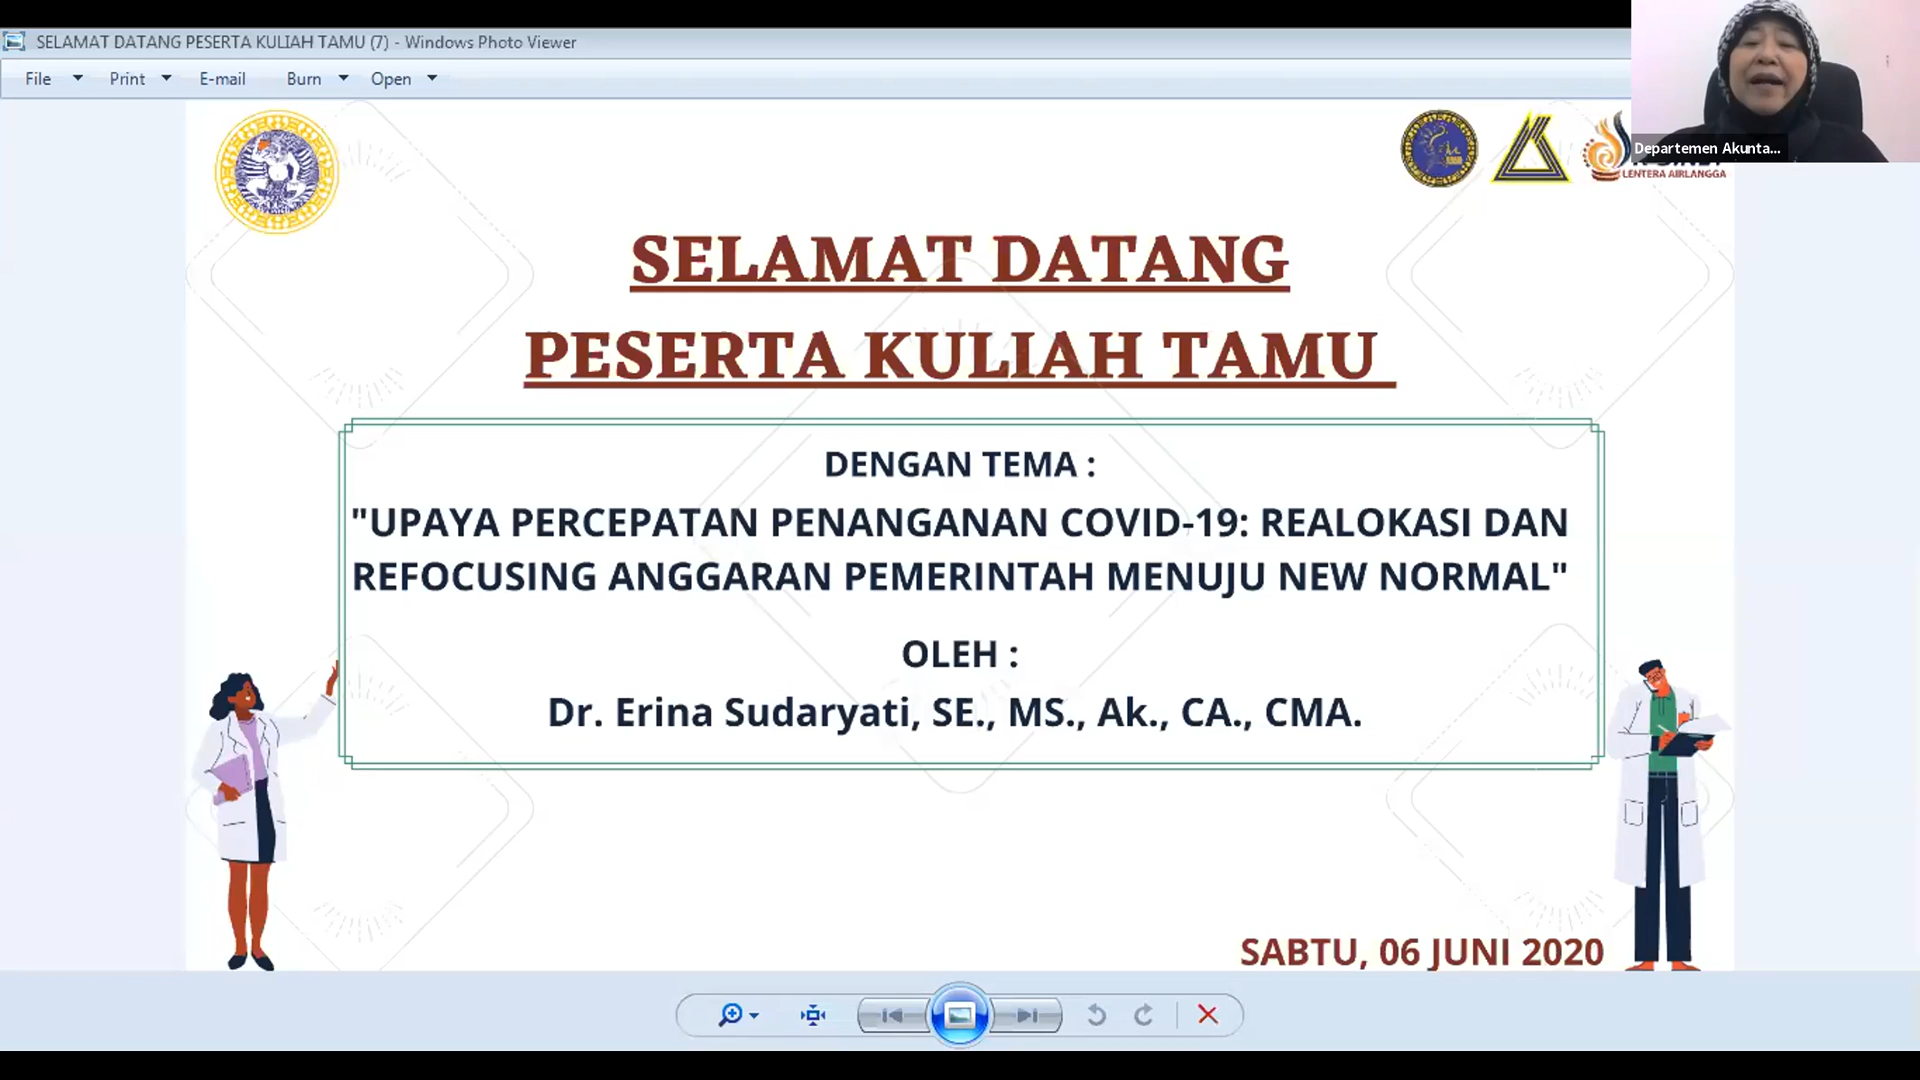 SELAMAT DATANG PESERTA KULIAH TAMU (7) - Windows Photo Viewer
File Print E-mail Burn Open
Departemen Akunta...
LENTERA AIRLANGGA
SELAMAT DATANG
PESERTA KULIAH TAMU
DENGAN TEMA :
"UPAYA PERCEPATAN PENANGANAN COVID-19: REALOKASI DAN
REFOCUSING ANGGARAN PEMERINTAH MENUJU NEW NORMAL"
OLEH :
Dr. Erina Sudaryati, SE., MS., Ak., CA., CMA.
SABTU, 06 JUNI 2020